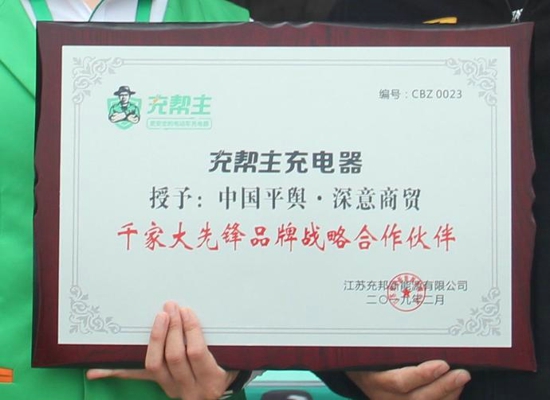 编号：CBZ 0023
充帮主
充帮主充电器
授予：中国平舆·深意商贸
千家大先锋品牌战略合作伙伴
江苏充邦新能源有限公司
二〇一九年二月